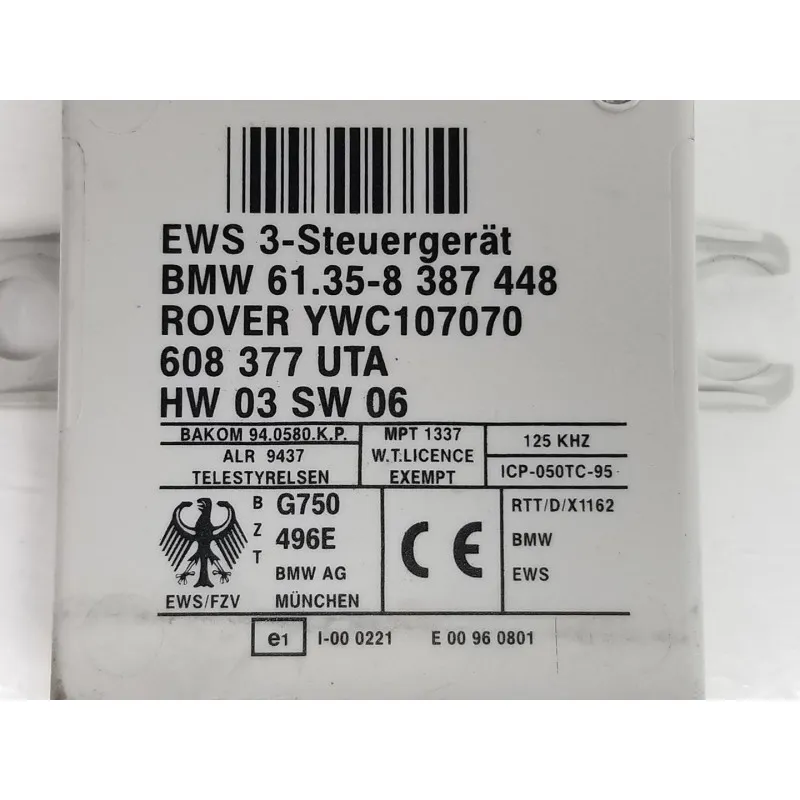 EWS 3-Steuergerät
BMW 61.35-8 387 448
ROVER YWC107070
608 377 UTA
HW 03 SW 06
BAKOM 94.0580.K.P.
ALR 9437
TELESTYRELSEN
MPT 1337
W.T.LICENCE
EXEMPT
125 KHZ
ICP-050TC-95
EWS/FZV
BZT
G750
496E
BMW AG
MÜNCHEN
CE
RTT/D/X1162
BMW
EWS
e1 I-00 0221 E 00 96 0801